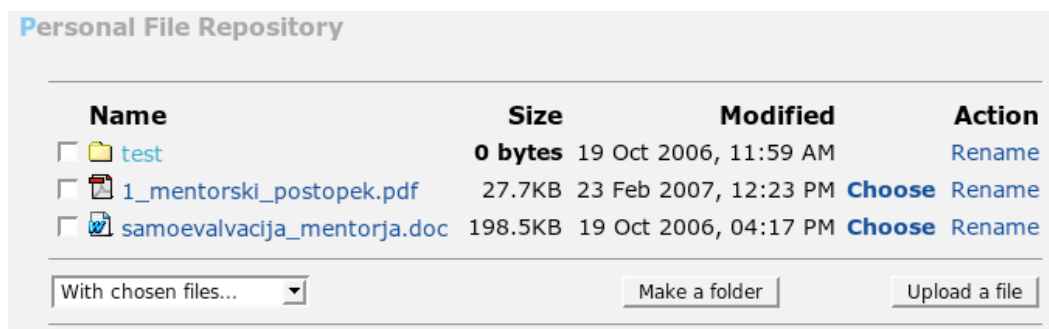 Personal File Repository
Name Size Modified Action
test 0 bytes 19 Oct 2006, 11:59 AM Rename
1_mentorski_postopek.pdf 27.7KB 23 Feb 2007, 12:23 PM Choose Rename
samoevalvacija_mentorja.doc 198.5KB 19 Oct 2006, 04:17 PM Choose Rename
With chosen files... Make a folder Upload a file